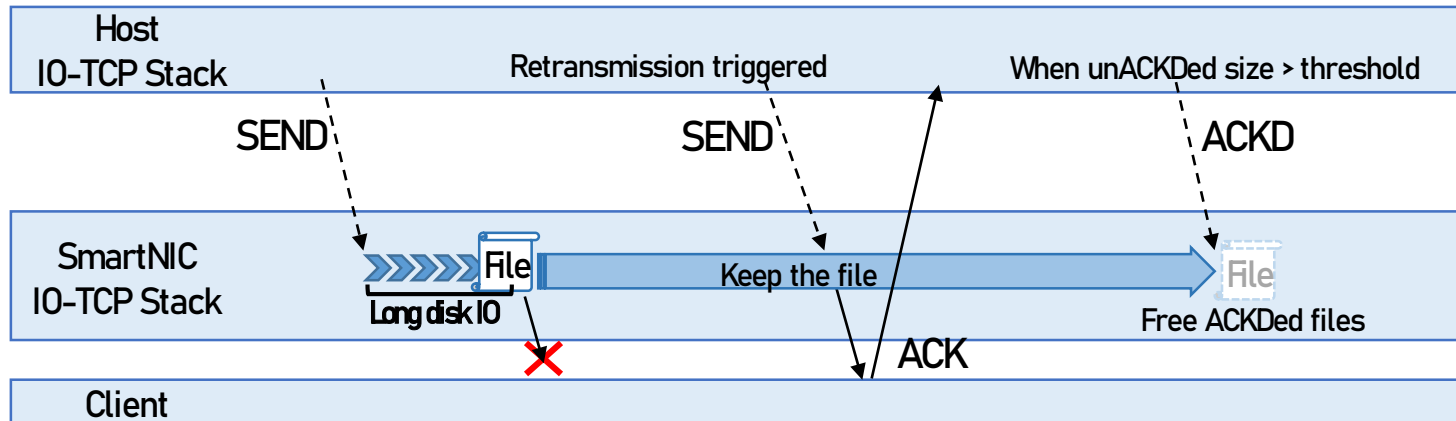 Host
IO-TCP Stack
Retransmission triggered
When unACKDed size > threshold
SEND
SEND
ACKD
SmartNIC
IO-TCP Stack
File
Keep the file
File
Long disk IO
Free ACKDed files
ACK
Client